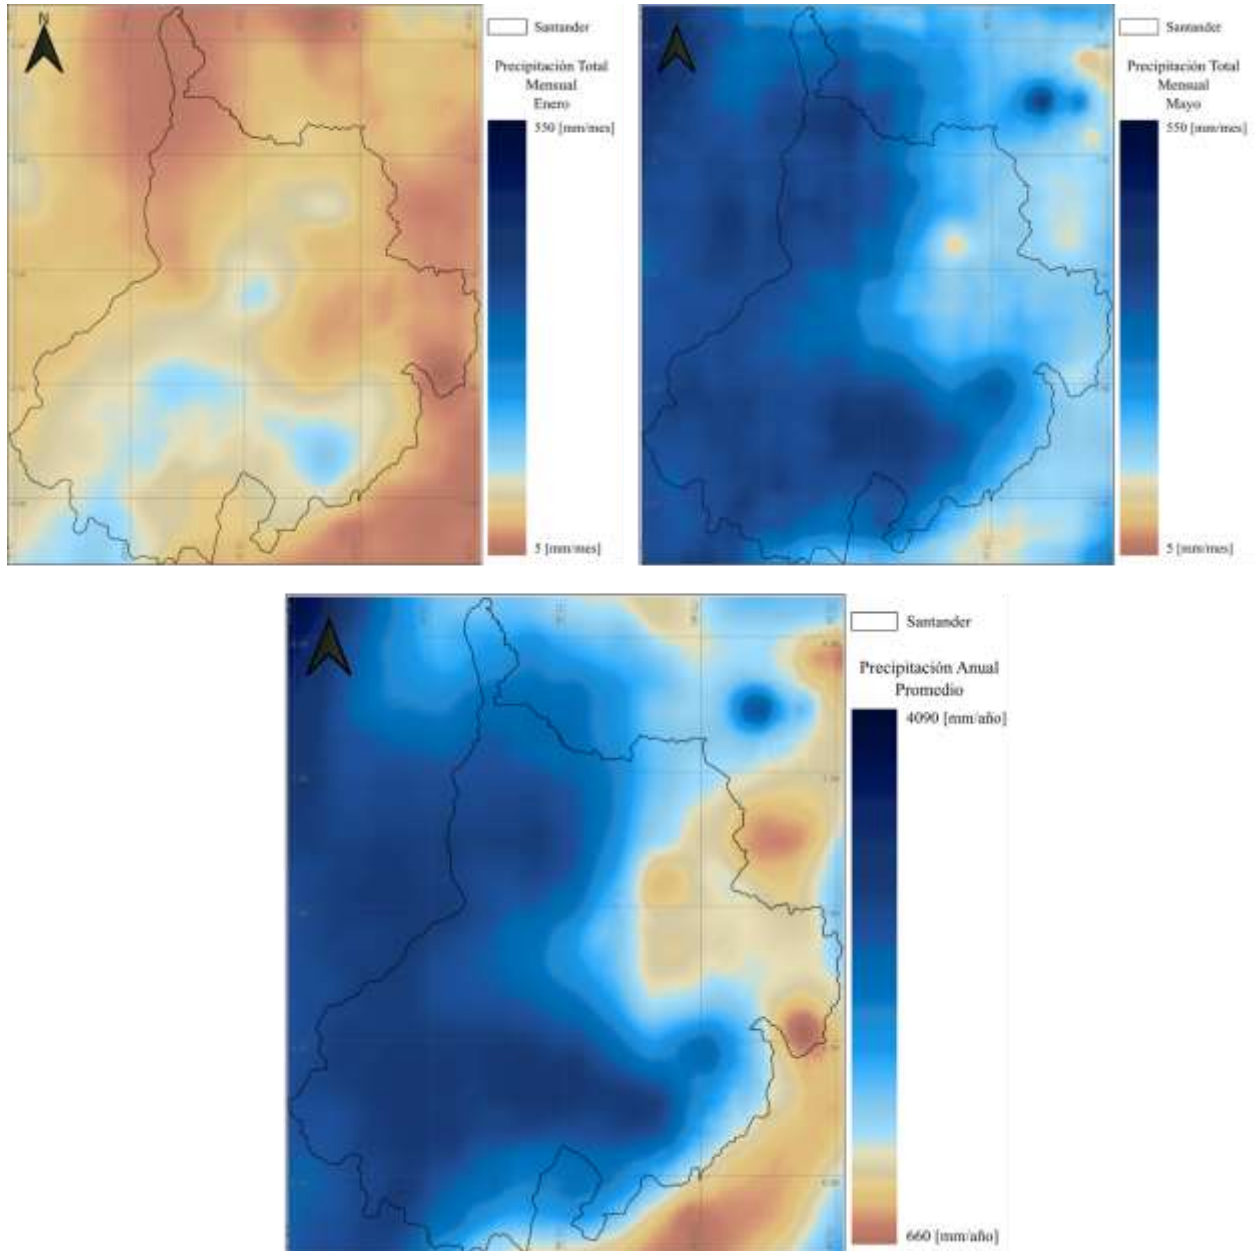 N
Santander
Precipitación Total
Mensual
Enero
550 [mm/mes]
5 [mm/mes]
Santander
Precipitación Total
Mensual
Mayo
550 [mm/mes]
5 [mm/mes]
Santander
Precipitación Anual
Promedio
4090 [mm/año]
660 [mm/año]